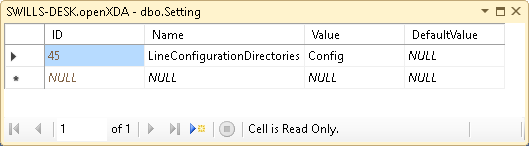 SWILLS-DESK.openXDA - dbo.Setting
ID Name Value DefaultValue
45 LineConfigurationDirectories Config NULL
NULL NULL NULL NULL
1 of 1 Cell is Read Only.